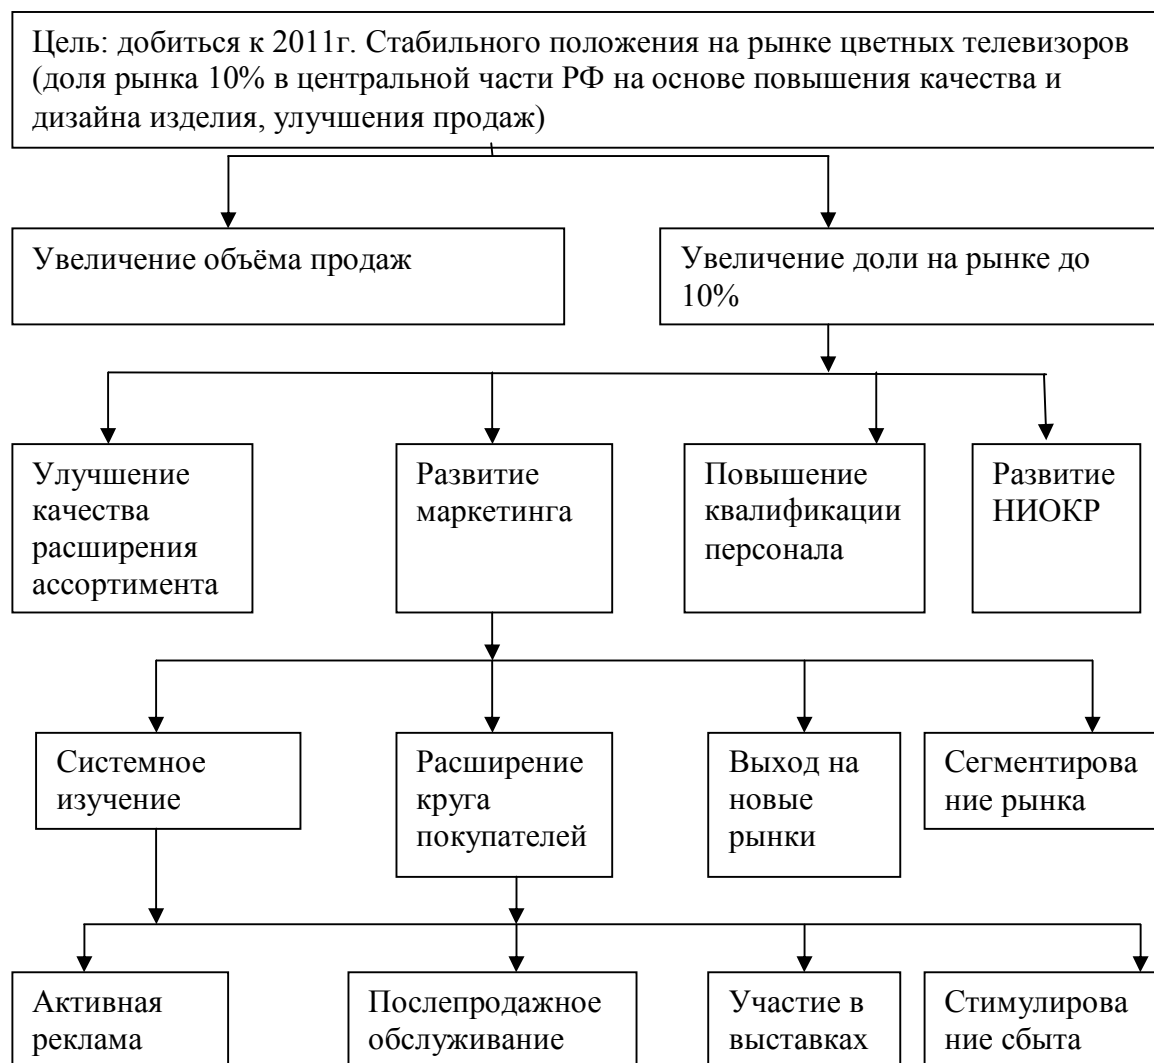 Цель: добиться к 2011г. Стабильного положения на рынке цветных телевизоров
(доля рынка 10% в центральной части РФ на основе повышения качества и
дизайна изделия, улучшения продаж)
Увеличение объёма продаж
Увеличение доли на рынке до
10%
Улучшение
качества
расширения
ассортимента
Развитие
маркетинга
Повышение
квалификации
персонала
Развитие
НИОКР
Системное
изучение
Расширение
круга
покупателей
Выход на
новые
рынки
Сегментирова
ние рынка
Активная
реклама
Послепродажное
обслуживание
Участие в
выставках
Стимулирова
ние сбыта